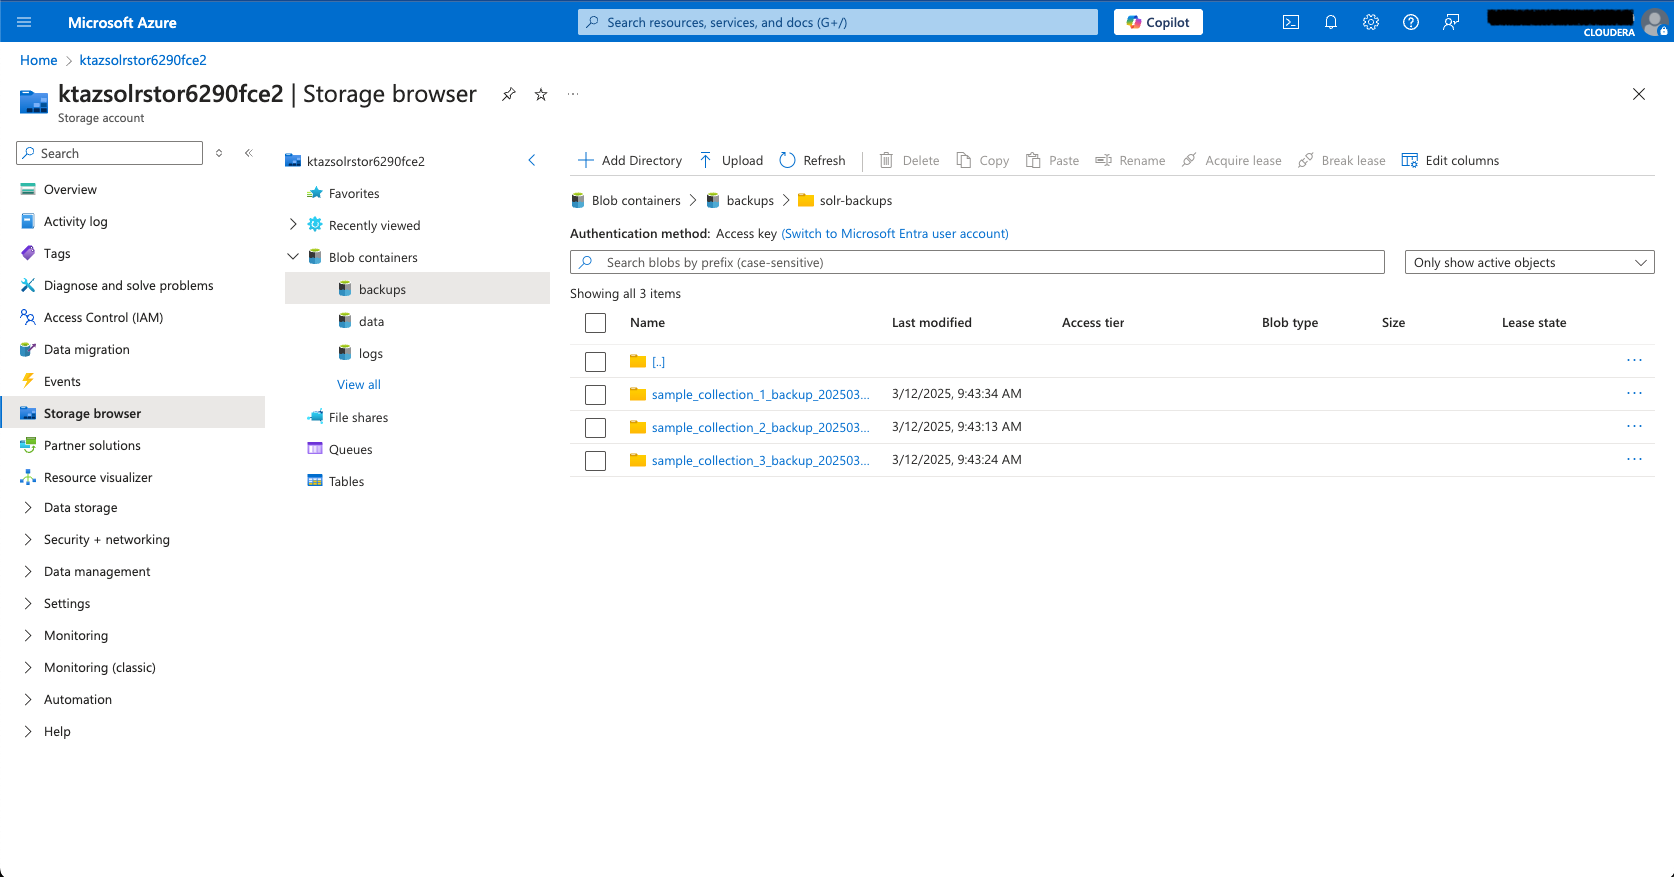 Microsoft Azure
Search resources, services, and docs (G+/)
Copilot
CLOUDERA
Home > ktazsolrstor6290fce2
ktazsolrstor6290fce2 | Storage browser
Storage account
Search
Overview
Activity log
Tags
Diagnose and solve problems
Access Control (IAM)
Data migration
Events
Storage browser
Partner solutions
Resource visualizer
Data storage
Security + networking
Data management
Settings
Monitoring
Monitoring (classic)
Automation
Help
ktazsolrstor6290fce2
Favorites
Recently viewed
Blob containers
backups
data
logs
View all
File shares
Queues
Tables
Add Directory Upload Refresh Delete Copy Paste Rename Acquire lease Break lease Edit columns
Blob containers > backups > solr-backups
Authentication method: Access key (Switch to Microsoft Entra user account)
Search blobs by prefix (case-sensitive)
Only show active objects
Showing all 3 items
Name Last modified Access tier Blob type Size Lease state
[..]
sample_collection_1_backup_202503... 3/12/2025, 9:43:34 AM
sample_collection_2_backup_202503... 3/12/2025, 9:43:13 AM
sample_collection_3_backup_202503... 3/12/2025, 9:43:24 AM